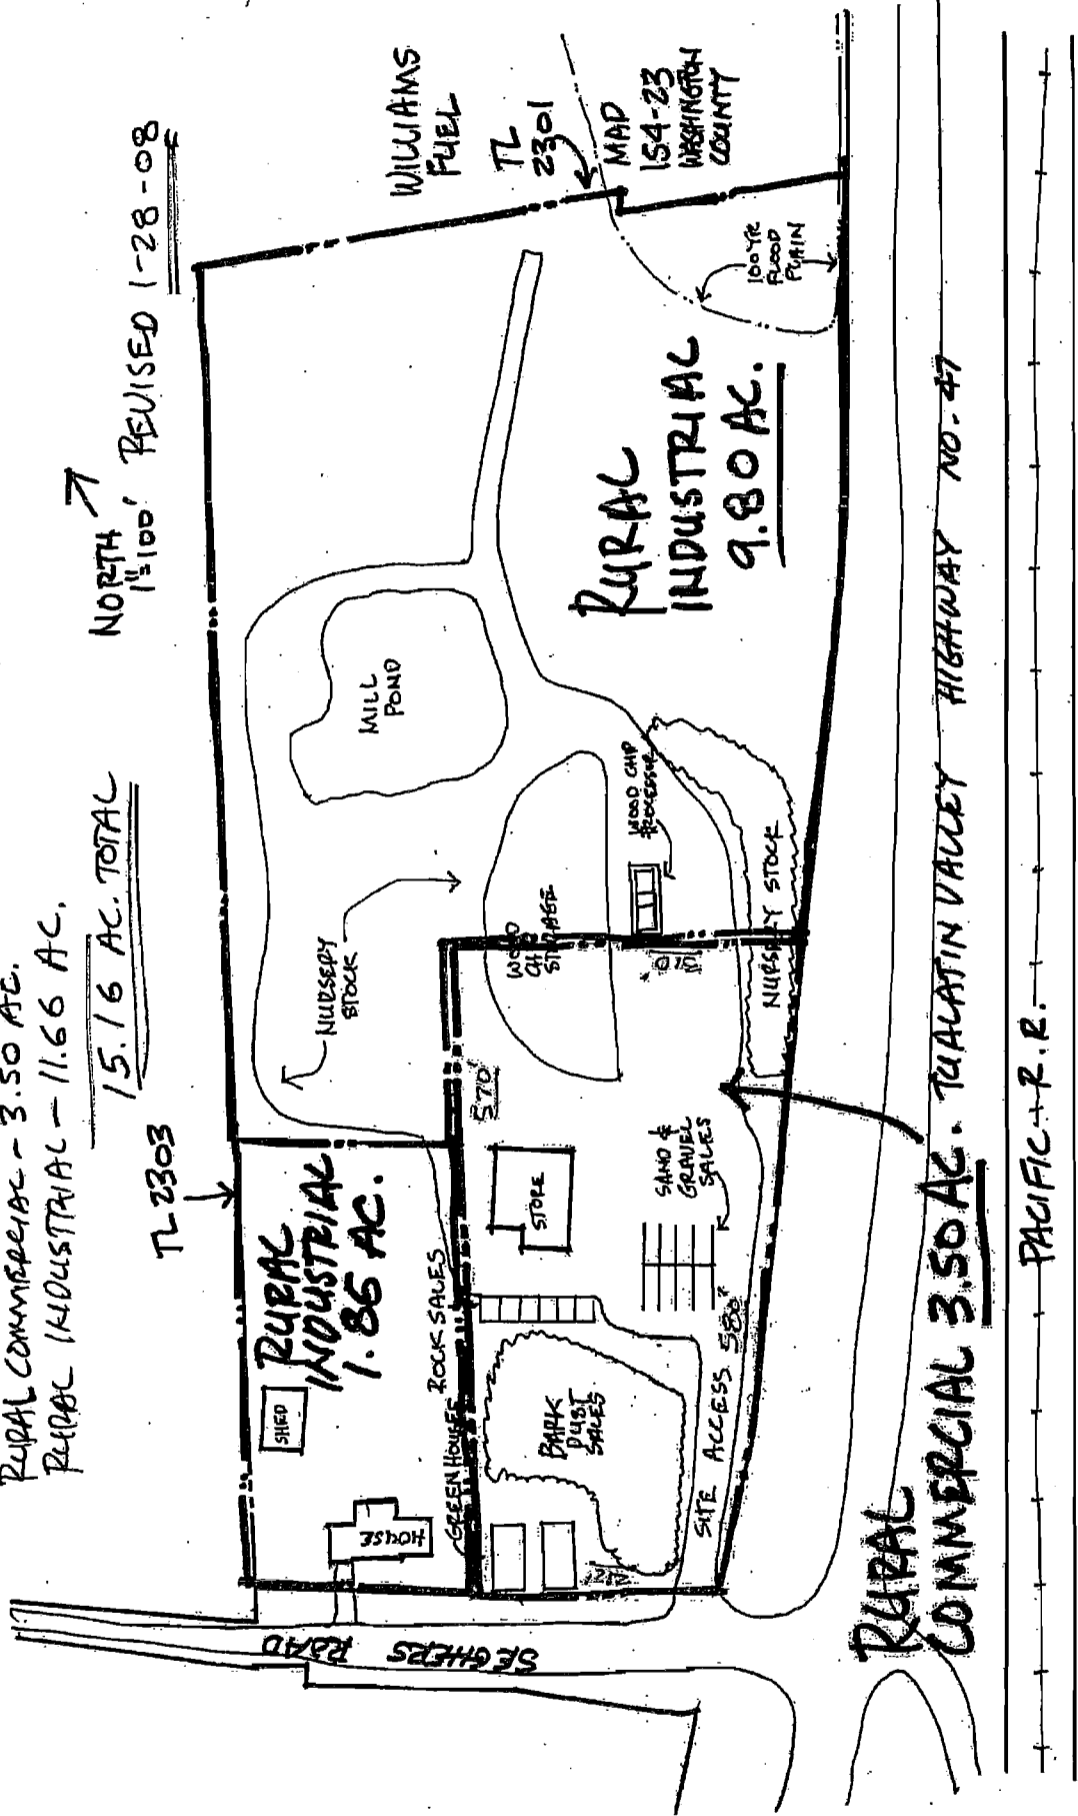 RURAL COMMERCIAL - 3.50 AC.
RURAL INDUSTRIAL - 11.66 AC.
15.16 AC. TOTAL
NORTH
1"=100' REVISED 1-28-08
TL 2303
WILLIAMS
FUEL
TL
2301
MAP
1S4-23
WASHINGTON
COUNTY
100 YR
FLOOD
PLAIN
RURAL
INDUSTRIAL
9.80 AC.
MILL
POND
NURSERY
STOCK
WOOD
CHIP
STORAGE
WOOD CHIP
PROCESSOR
NURSERY STOCK
RURAL
INDUSTRIAL
1.86 AC.
SHED
HOUSE
GREEN HOUSE
ROCK SALES
570'
STORE
SAND &
GRAVEL
SALES
BARK
DUST
SALES
SITE ACCESS
580'
SEGHERS ROAD
RURAL
COMMERCIAL 3.50 AC.
TUALATIN VALLEY HIGHWAY NO. 47
PACIFIC R.R.